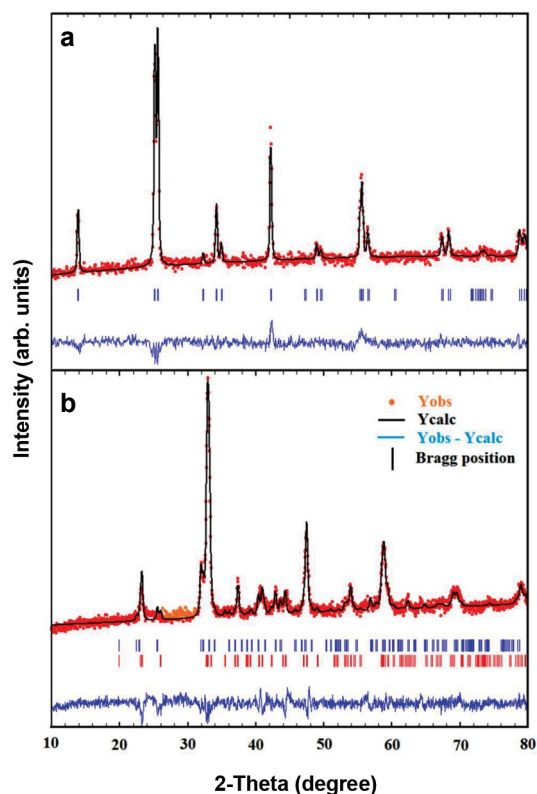 a
b
Yobs
Ycalc
Yobs - Ycalc
Bragg position
Intensity (arb. units)
10 20 30 40 50 60 70 80
2-Theta (degree)